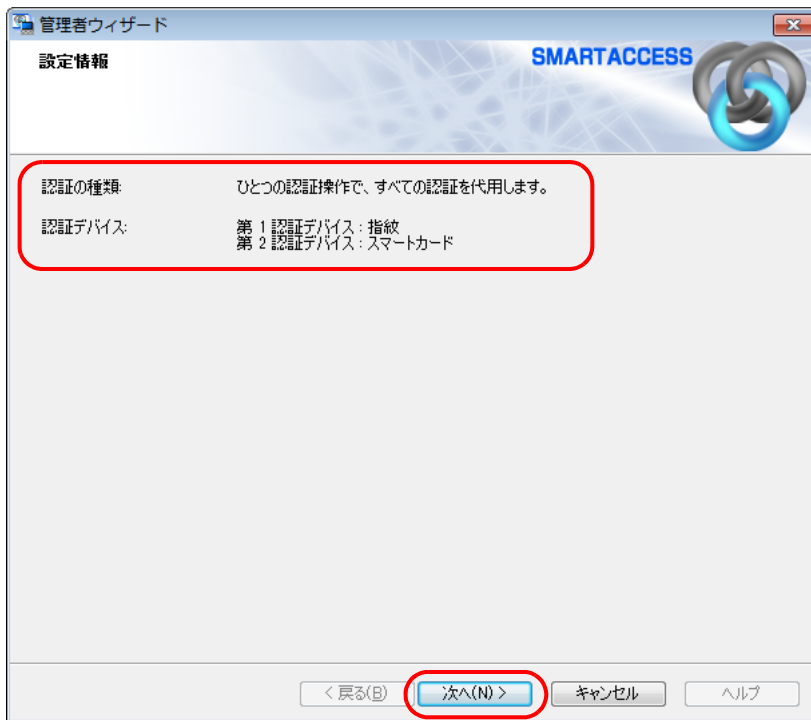 管理者ウィザード
設定情報
SMARTACCESS
認証の種類: ひとつの認証操作で、すべての認証を代用します。
認証デバイス: 第 1 認証デバイス : 指紋
第 2 認証デバイス : スマートカード
< 戻る(B) 次へ(N) > キャンセル ヘルプ